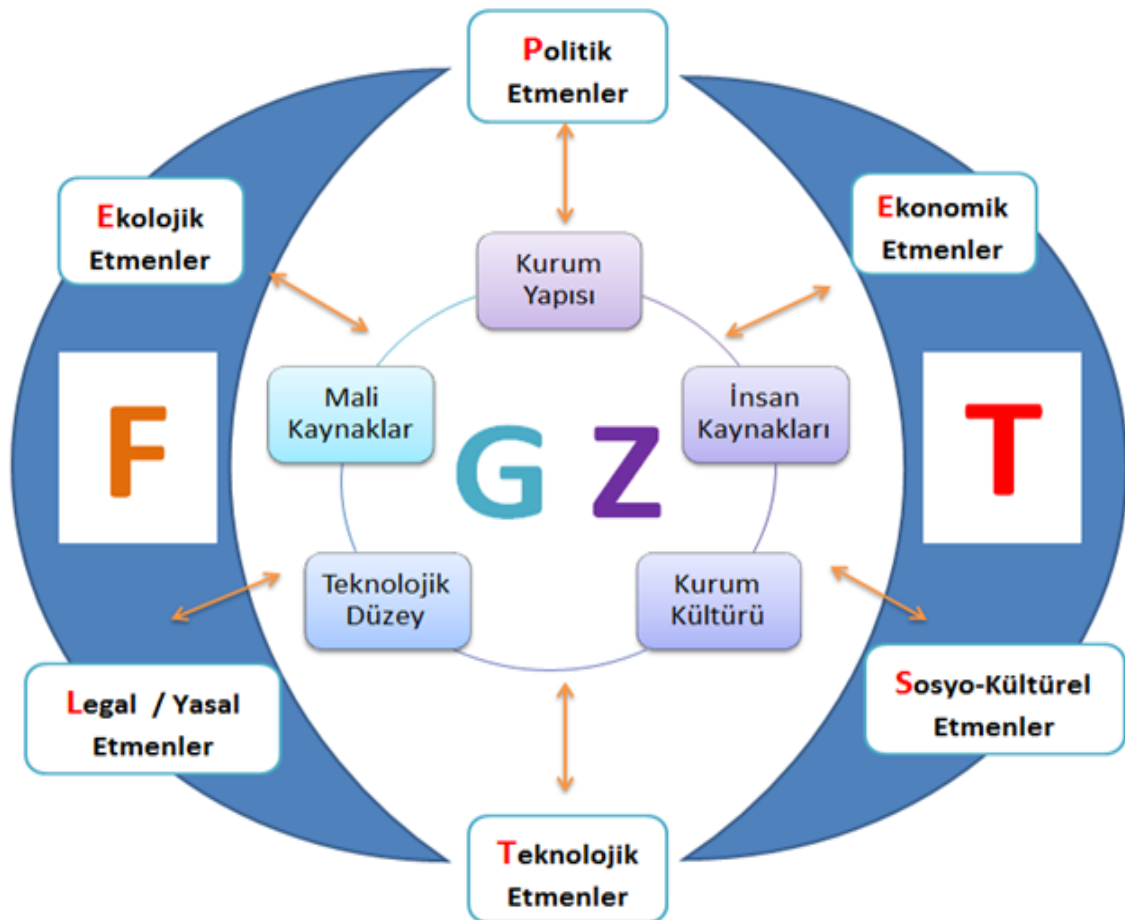 Politik
Etmenler
Ekolojik
Etmenler
Ekonomik
Etmenler
Kurum
Yapısı
Mali
Kaynaklar
İnsan
Kaynakları
F
G Z
T
Teknolojik
Düzey
Kurum
Kültürü
Legal / Yasal
Etmenler
Sosyo-Kültürel
Etmenler
Teknolojik
Etmenler